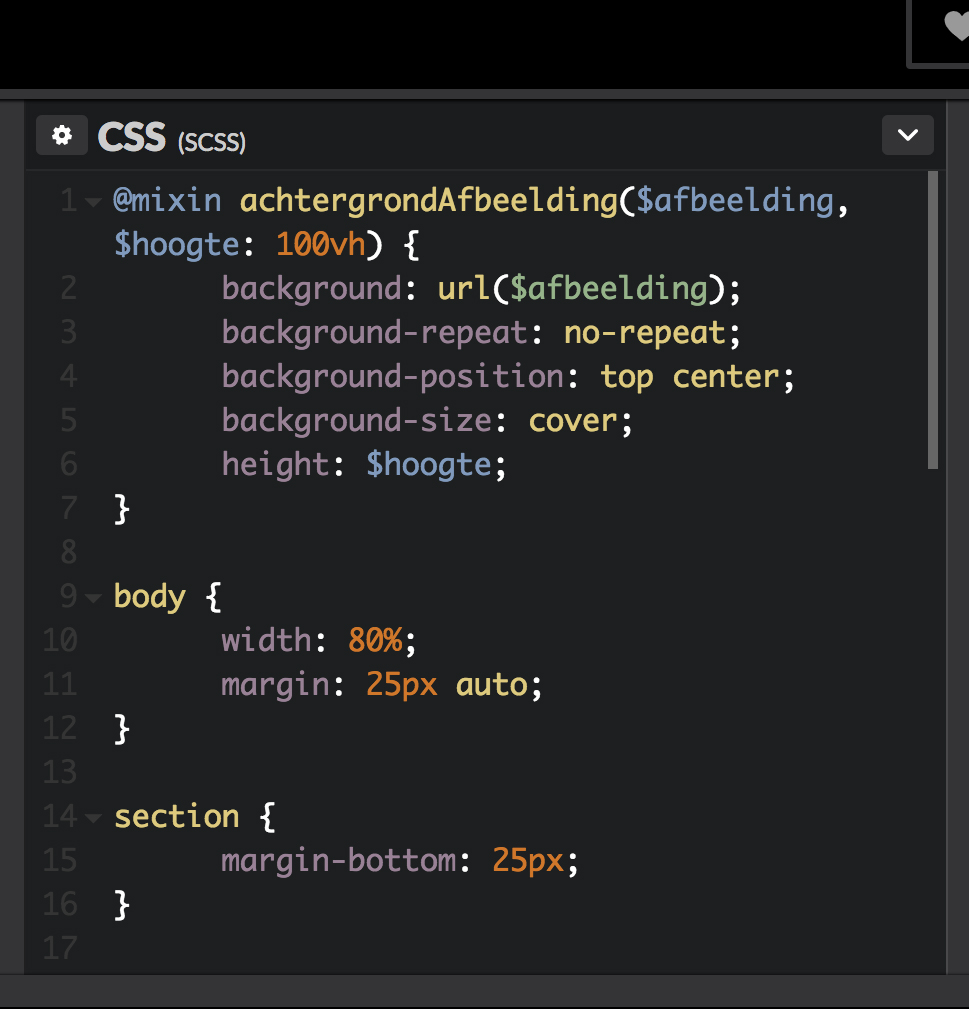 CSS (SCSS)
1 @mixin achtergrondAfbeelding($afbeelding,
$hoogte: 100vh) {
2 background: url($afbeelding);
3 background-repeat: no-repeat;
4 background-position: top center;
5 background-size: cover;
6 height: $hoogte;
7 }
8
9 body {
10 width: 80%;
11 margin: 25px auto;
12 }
13
14 section {
15 margin-bottom: 25px;
16 }
17